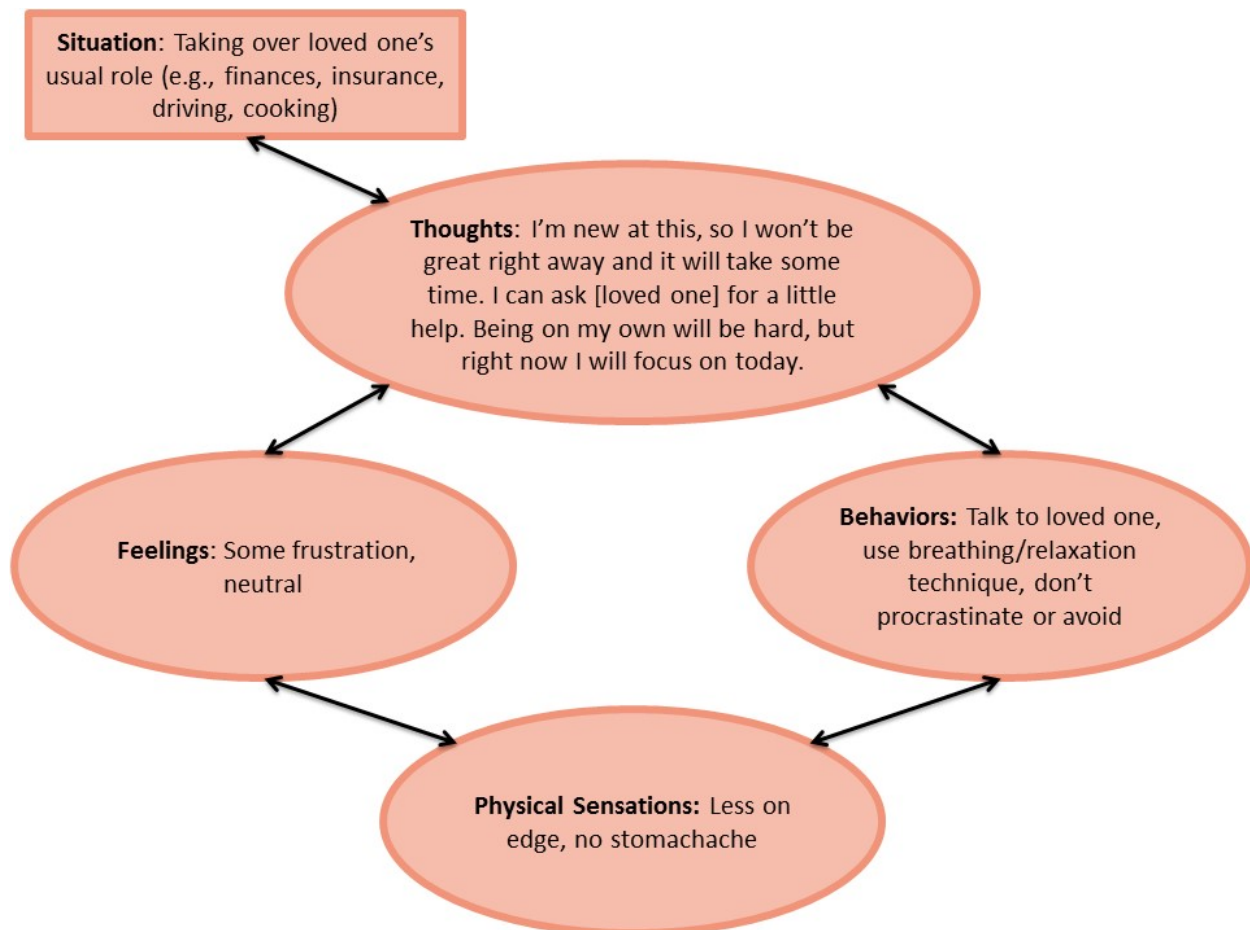 Situation: Taking over loved one’s
usual role (e.g., finances, insurance,
driving, cooking)
Thoughts: I’m new at this, so I won’t be
great right away and it will take some
time. I can ask [loved one] for a little
help. Being on my own will be hard, but
right now I will focus on today.
Feelings: Some frustration,
neutral
Behaviors: Talk to loved one,
use breathing/relaxation
technique, don’t
procrastinate or avoid
Physical Sensations: Less on
edge, no stomachache